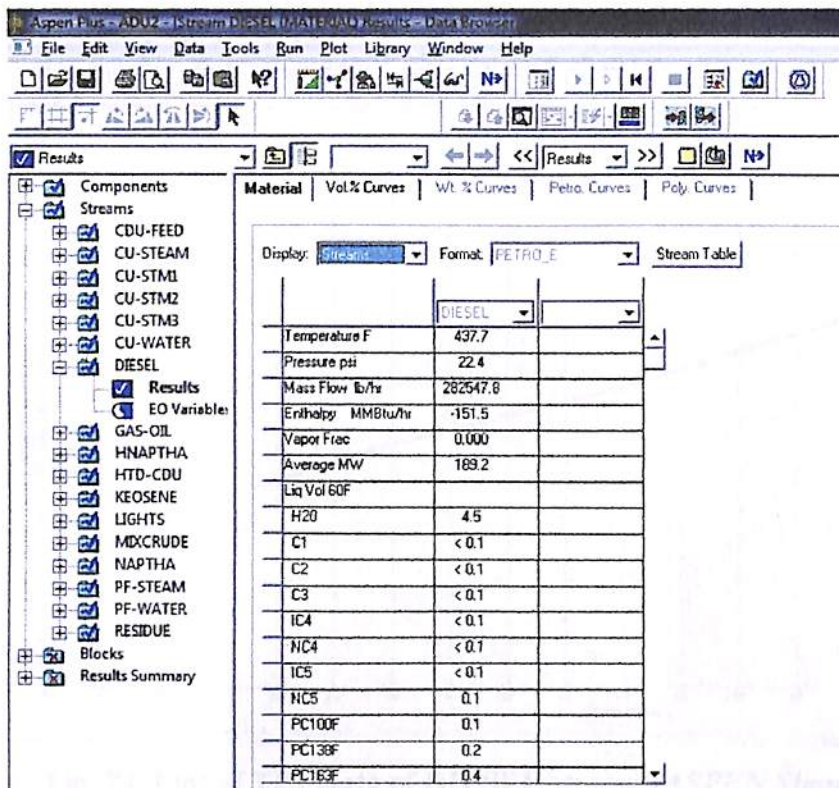 Aspen Plus - ADU2 - [Stream DIESEL (MATERIAL) Results - Data Browser]
File Edit View Data Tools Run Plot Library Window Help
N>
Results << Results >> N>
Material Vol.% Curves Wt. % Curves Petro. Curves Poly. Curves
Display: Streams Format: PETRO_E Stream Table
Components
Streams
CDU-FEED
CU-STEAM
CU-STM1
CU-STM2
CU-STM3
CU-WATER
DIESEL
Results
EO Variables
GAS-OIL
HNAPTHA
HTD-CDU
KEOSENE
LIGHTS
MIXCRUDE
NAPTHA
PF-STEAM
PF-WATER
RESIDUE
Blocks
Results Summary
DIESEL
Temperature F 437.7
Pressure psi 22.4
Mass Flow lb/hr 282547.8
Enthalpy MMBtu/hr -151.5
Vapor Frac 0.000
Average MW 189.2
Liq Vol 60F
H20 4.5
C1 < 0.1
C2 < 0.1
C3 < 0.1
IC4 < 0.1
NC4 < 0.1
IC5 < 0.1
NC5 0.1
PC100F 0.1
PC138F 0.2
PC163F 0.4